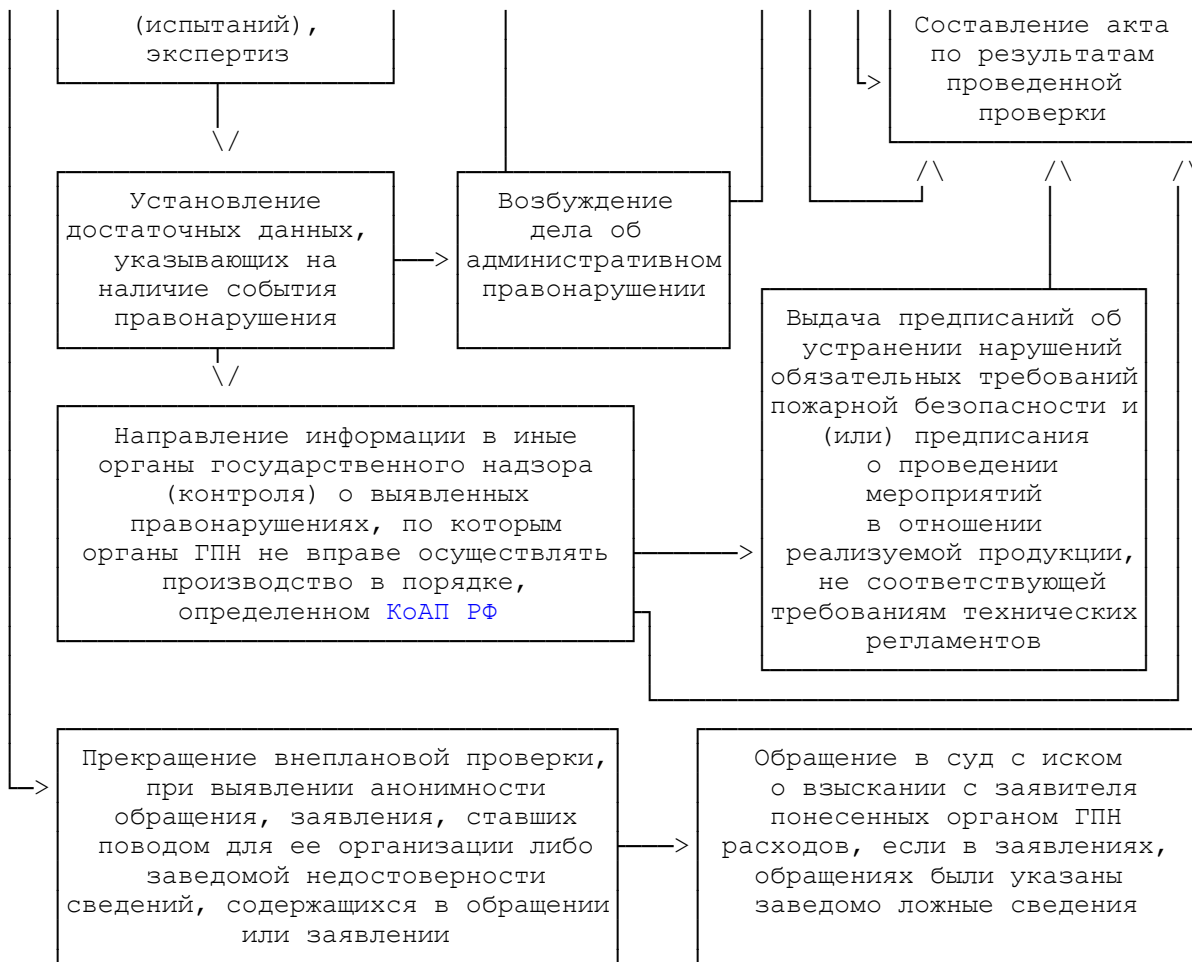 (испытаний),
экспертиз
Составление акта
по результатам
проведенной
проверки
Установление
достаточных данных,
указывающих на
наличие события
правонарушения
Возбуждение
дела об
административном
правонарушении
Выдача предписаний об
устранении нарушений
обязательных требований
пожарной безопасности и
(или) предписания
о проведении
мероприятий
в отношении
реализуемой продукции,
не соответствующей
требованиям технических
регламентов
Направление информации в иные
органы государственного надзора
(контроля) о выявленных
правонарушениях, по которым
органы ГПН не вправе осуществлять
производство в порядке,
определенном КоАП РФ
Прекращение внеплановой проверки,
при выявлении анонимности
обращения, заявления, ставших
поводом для ее организации либо
заведомой недостоверности
сведений, содержащихся в обращении
или заявлении
Обращение в суд с иском
о взыскании с заявителя
понесенных органом ГПН
расходов, если в заявлениях,
обращениях были указаны
заведомо ложные сведения